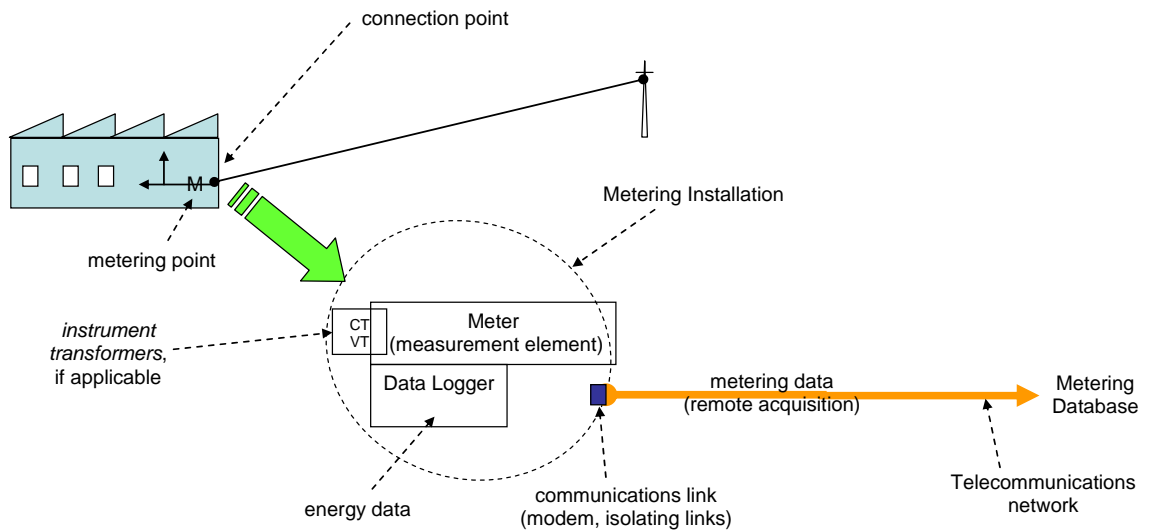 connection point
M
Metering Installation
metering point
instrument
transformers,
if applicable
CT
VT
Meter
(measurement element)
Data Logger
metering data
(remote acquisition)
Metering
Database
energy data
communications link
(modem, isolating links)
Telecommunications
network